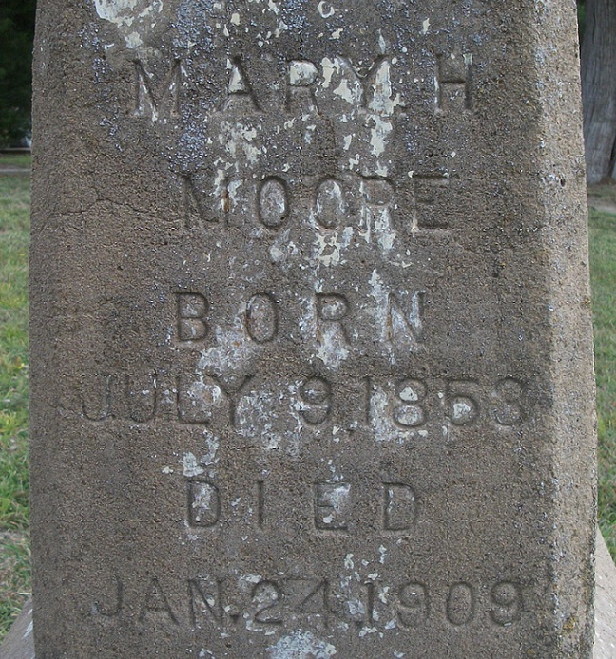 MARY H
MOORE
BORN
JULY 9, 1853
DIED
JAN. 24, 1909